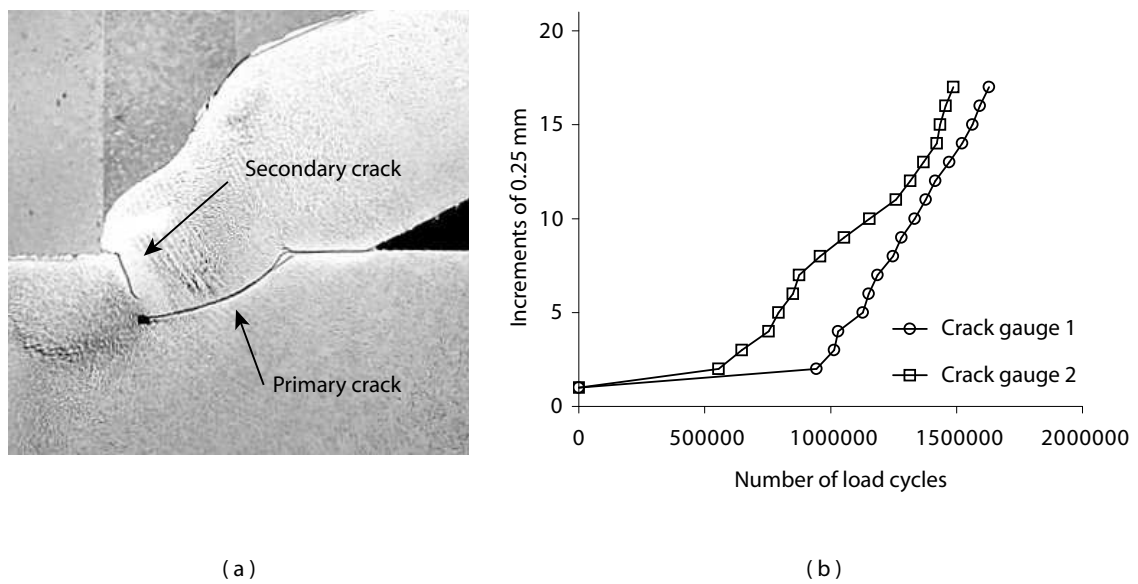 Secondary crack
Primary crack
(a)
20
15
10
5
0
Increments of 0.25 mm
Crack gauge 1
Crack gauge 2
0 500000 1000000 1500000 2000000
Number of load cycles
(b)